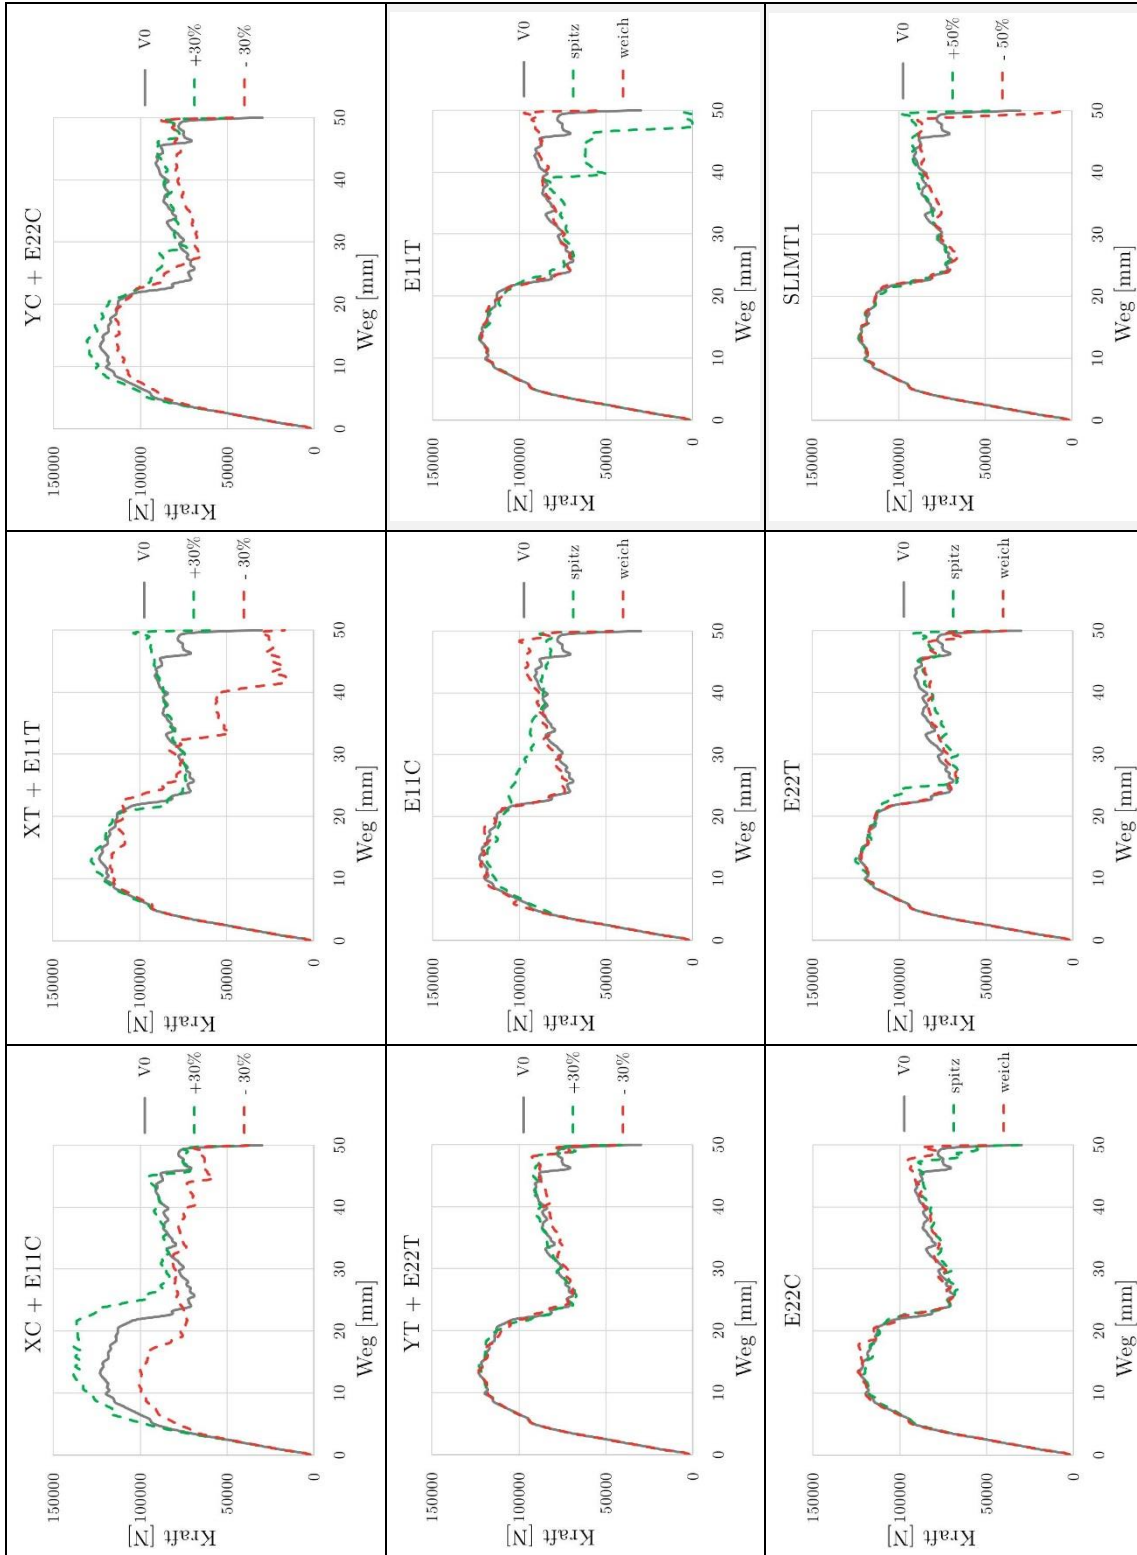 XC + E11C
Kraft [N]
150000
100000
50000
0
0 10 20 30 40 50
Weg [mm]
V0
+30%
- 30%
XT + E11T
Kraft [N]
150000
100000
50000
0
0 10 20 30 40 50
Weg [mm]
V0
+30%
- 30%
YC + E22C
Kraft [N]
150000
100000
50000
0
0 10 20 30 40 50
Weg [mm]
V0
+30%
- 30%
YT + E22T
Kraft [N]
150000
100000
50000
0
0 10 20 30 40 50
Weg [mm]
V0
+30%
- 30%
E11C
Kraft [N]
150000
100000
50000
0
0 10 20 30 40 50
Weg [mm]
V0
spitz
weich
E11T
Kraft [N]
150000
100000
50000
0
0 10 20 30 40 50
Weg [mm]
V0
spitz
weich
E22C
Kraft [N]
150000
100000
50000
0
0 10 20 30 40 50
Weg [mm]
V0
spitz
weich
E22T
Kraft [N]
150000
100000
50000
0
0 10 20 30 40 50
Weg [mm]
V0
spitz
weich
SLIMT1
Kraft [N]
150000
100000
50000
0
0 10 20 30 40 50
Weg [mm]
V0
+50%
- 50%